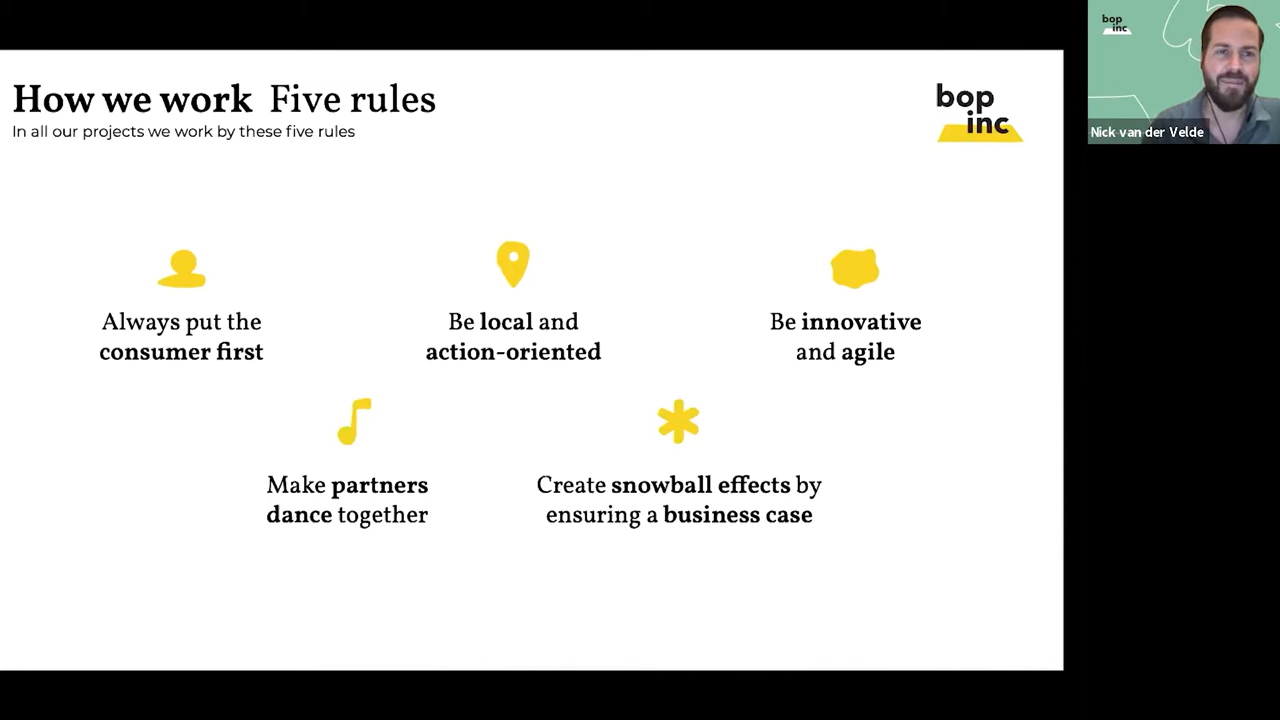 How we work Five rules
In all our projects we work by these five rules
bop
inc
Always put the
consumer first
Be local and
action-oriented
Be innovative
and agile
Make partners
dance together
Create snowball effects by
ensuring a business case
bop
inc
Nick van der Velde